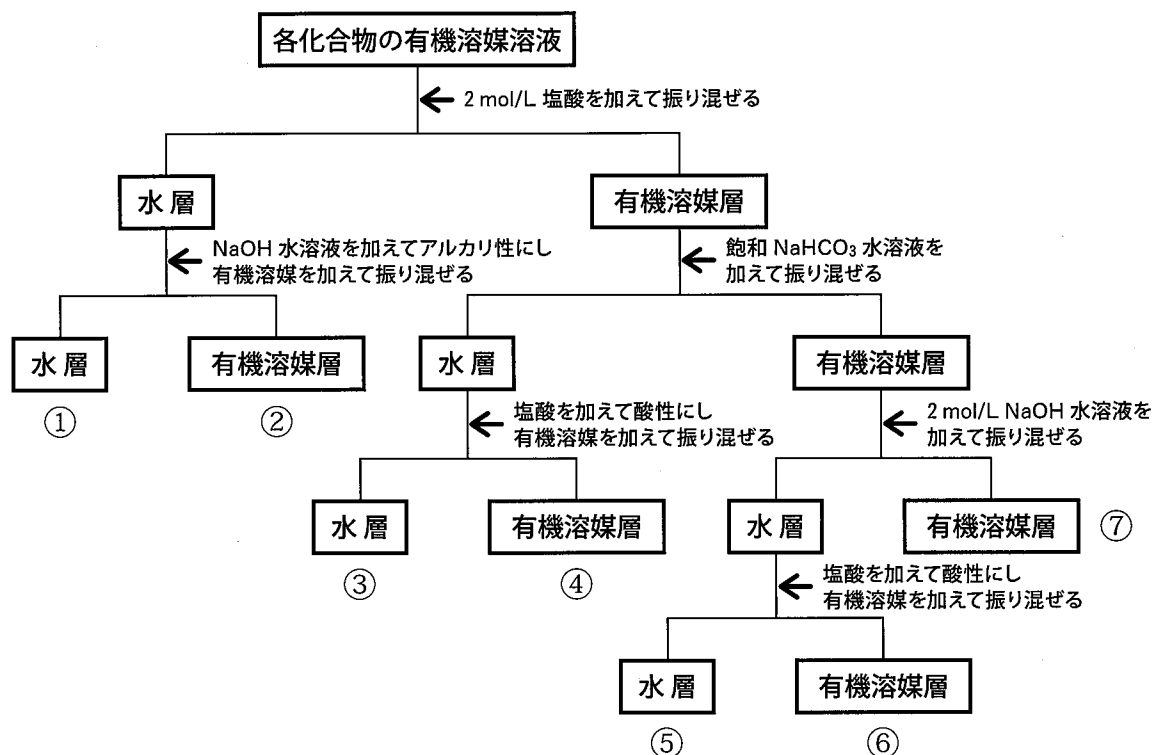 各化合物の有機溶媒溶液
2 mol/L 塩酸を加えて振り混ぜる
水 層
有機溶媒層
NaOH 水溶液を加えてアルカリ性にし
有機溶媒を加えて振り混ぜる
飽和 NaHCO₃ 水溶液を
加えて振り混ぜる
水 層
有機溶媒層
水 層
有機溶媒層
①
②
塩酸を加えて酸性にし
有機溶媒を加えて振り混ぜる
2 mol/L NaOH 水溶液を
加えて振り混ぜる
水 層
有機溶媒層
水 層
有機溶媒層
⑦
③
④
塩酸を加えて酸性にし
有機溶媒を加えて振り混ぜる
水 層
有機溶媒層
⑤
⑥